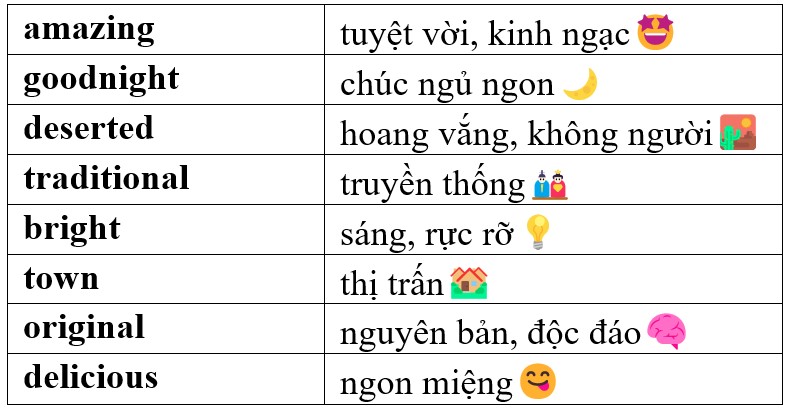 amazing tuyệt vời, kinh ngạc🤩
goodnight chúc ngủ ngon🌙
deserted hoang vắng, không người🏜️
traditional truyền thống🎎
bright sáng, rực rỡ💡
town thị trấn🏘️
original nguyên bản, độc đáo🧠
delicious ngon miệng😋